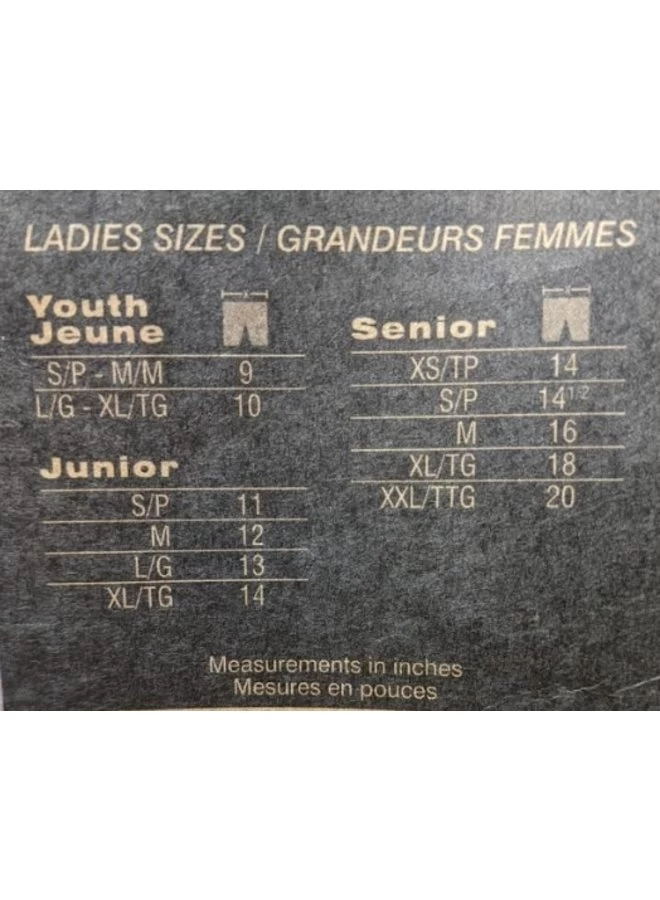 LADIES SIZES / GRANDEURS FEMMES
Youth
Jeune
S/P - M/M 9
L/G - XL/TG 10
Junior
S/P 11
M 12
L/G 13
XL/TG 14
Senior
XS/TP 14
S/P 14 1/2
M 16
XL/TG 18
XXL/TTG 20
Measurements in inches
Mesures en pouces